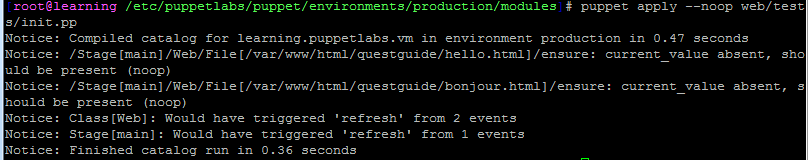 [root@learning /etc/puppetlabs/puppet/environments/production/modules]# puppet apply --noop web/test
s/init.pp
Notice: Compiled catalog for learning.puppetlabs.vm in environment production in 0.47 seconds
Notice: /Stage[main]/Web/File[/var/www/html/questguide/hello.html]/ensure: current_value absent, sho
uld be present (noop)
Notice: /Stage[main]/Web/File[/var/www/html/questguide/bonjour.html]/ensure: current_value absent, s
hould be present (noop)
Notice: Class[Web]: Would have triggered 'refresh' from 2 events
Notice: Stage[main]: Would have triggered 'refresh' from 1 events
Notice: Finished catalog run in 0.36 seconds